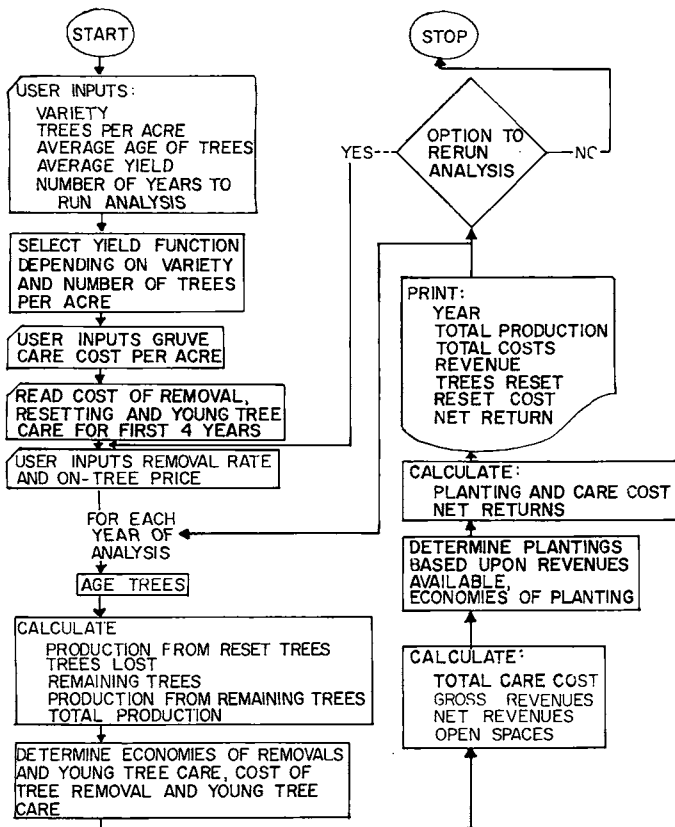 START
USER INPUTS:
VARIETY
TREES PER ACRE
AVERAGE AGE OF TREES
AVERAGE YIELD
NUMBER OF YEARS TO
RUN ANALYSIS
SELECT YIELD FUNCTION
DEPENDING ON VARIETY
AND NUMBER OF TREES
PER ACRE
USER INPUTS GRUVE
CARE COST PER ACRE
READ COST OF REMOVAL,
RESETTING AND YOUNG TREE
CARE FOR FIRST 4 YEARS
USER INPUTS REMOVAL RATE
AND ON-TREE PRICE
FOR EACH
YEAR OF
ANALYSIS
AGE TREES
CALCULATE
PRODUCTION FROM RESET TREES
TREES LOST
REMAINING TREES
PRODUCTION FROM REMAINING TREES
TOTAL PRODUCTION
DETERMINE ECONOMIES OF REMOVALS
AND YOUNG TREE CARE, COST OF
TREE REMOVAL AND YOUNG TREE
CARE
STOP
OPTION TO
RERUN
ANALYSIS
YES
NO
PRINT:
YEAR
TOTAL PRODUCTION
TOTAL COSTS
REVENUE
TREES RESET
RESET COST
NET RETURN
CALCULATE:
PLANTING AND CARE COST
NET RETURNS
DETERMINE PLANTINGS
BASED UPON REVENUES
AVAILABLE,
ECONOMIES OF PLANTING
CALCULATE:
TOTAL CARE COST
GROSS REVENUES
NET REVENUES
OPEN SPACES